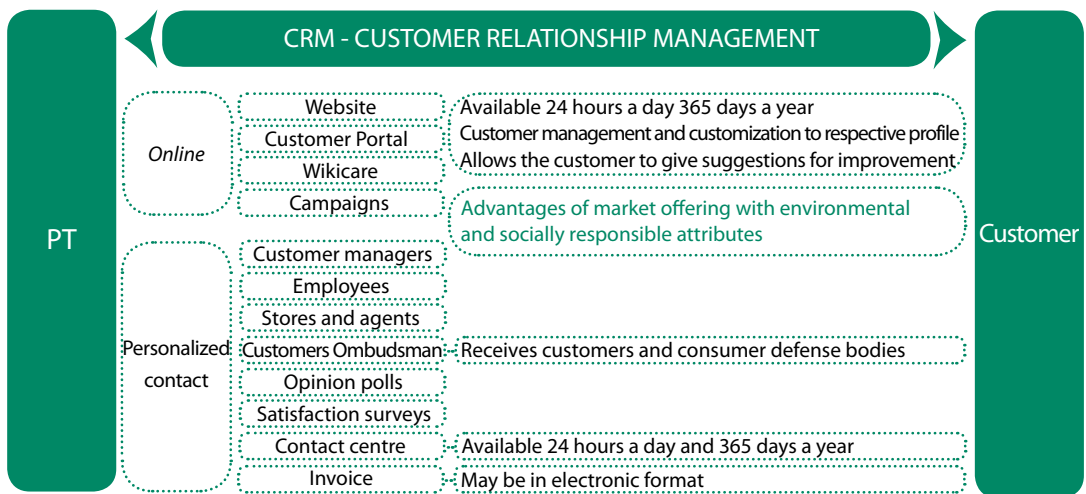 CRM - CUSTOMER RELATIONSHIP MANAGEMENT
PT
Customer
Online
Website
Customer Portal
Wikicare
Campaigns
Available 24 hours a day 365 days a year
Customer management and customization to respective profile
Allows the customer to give suggestions for improvement
Advantages of market offering with environmental
and socially responsible attributes
Personalized
contact
Customer managers
Employees
Stores and agents
Customers Ombudsman
Receives customers and consumer defense bodies
Opinion polls
Satisfaction surveys
Contact centre
Available 24 hours a day and 365 days a year
Invoice
May be in electronic format